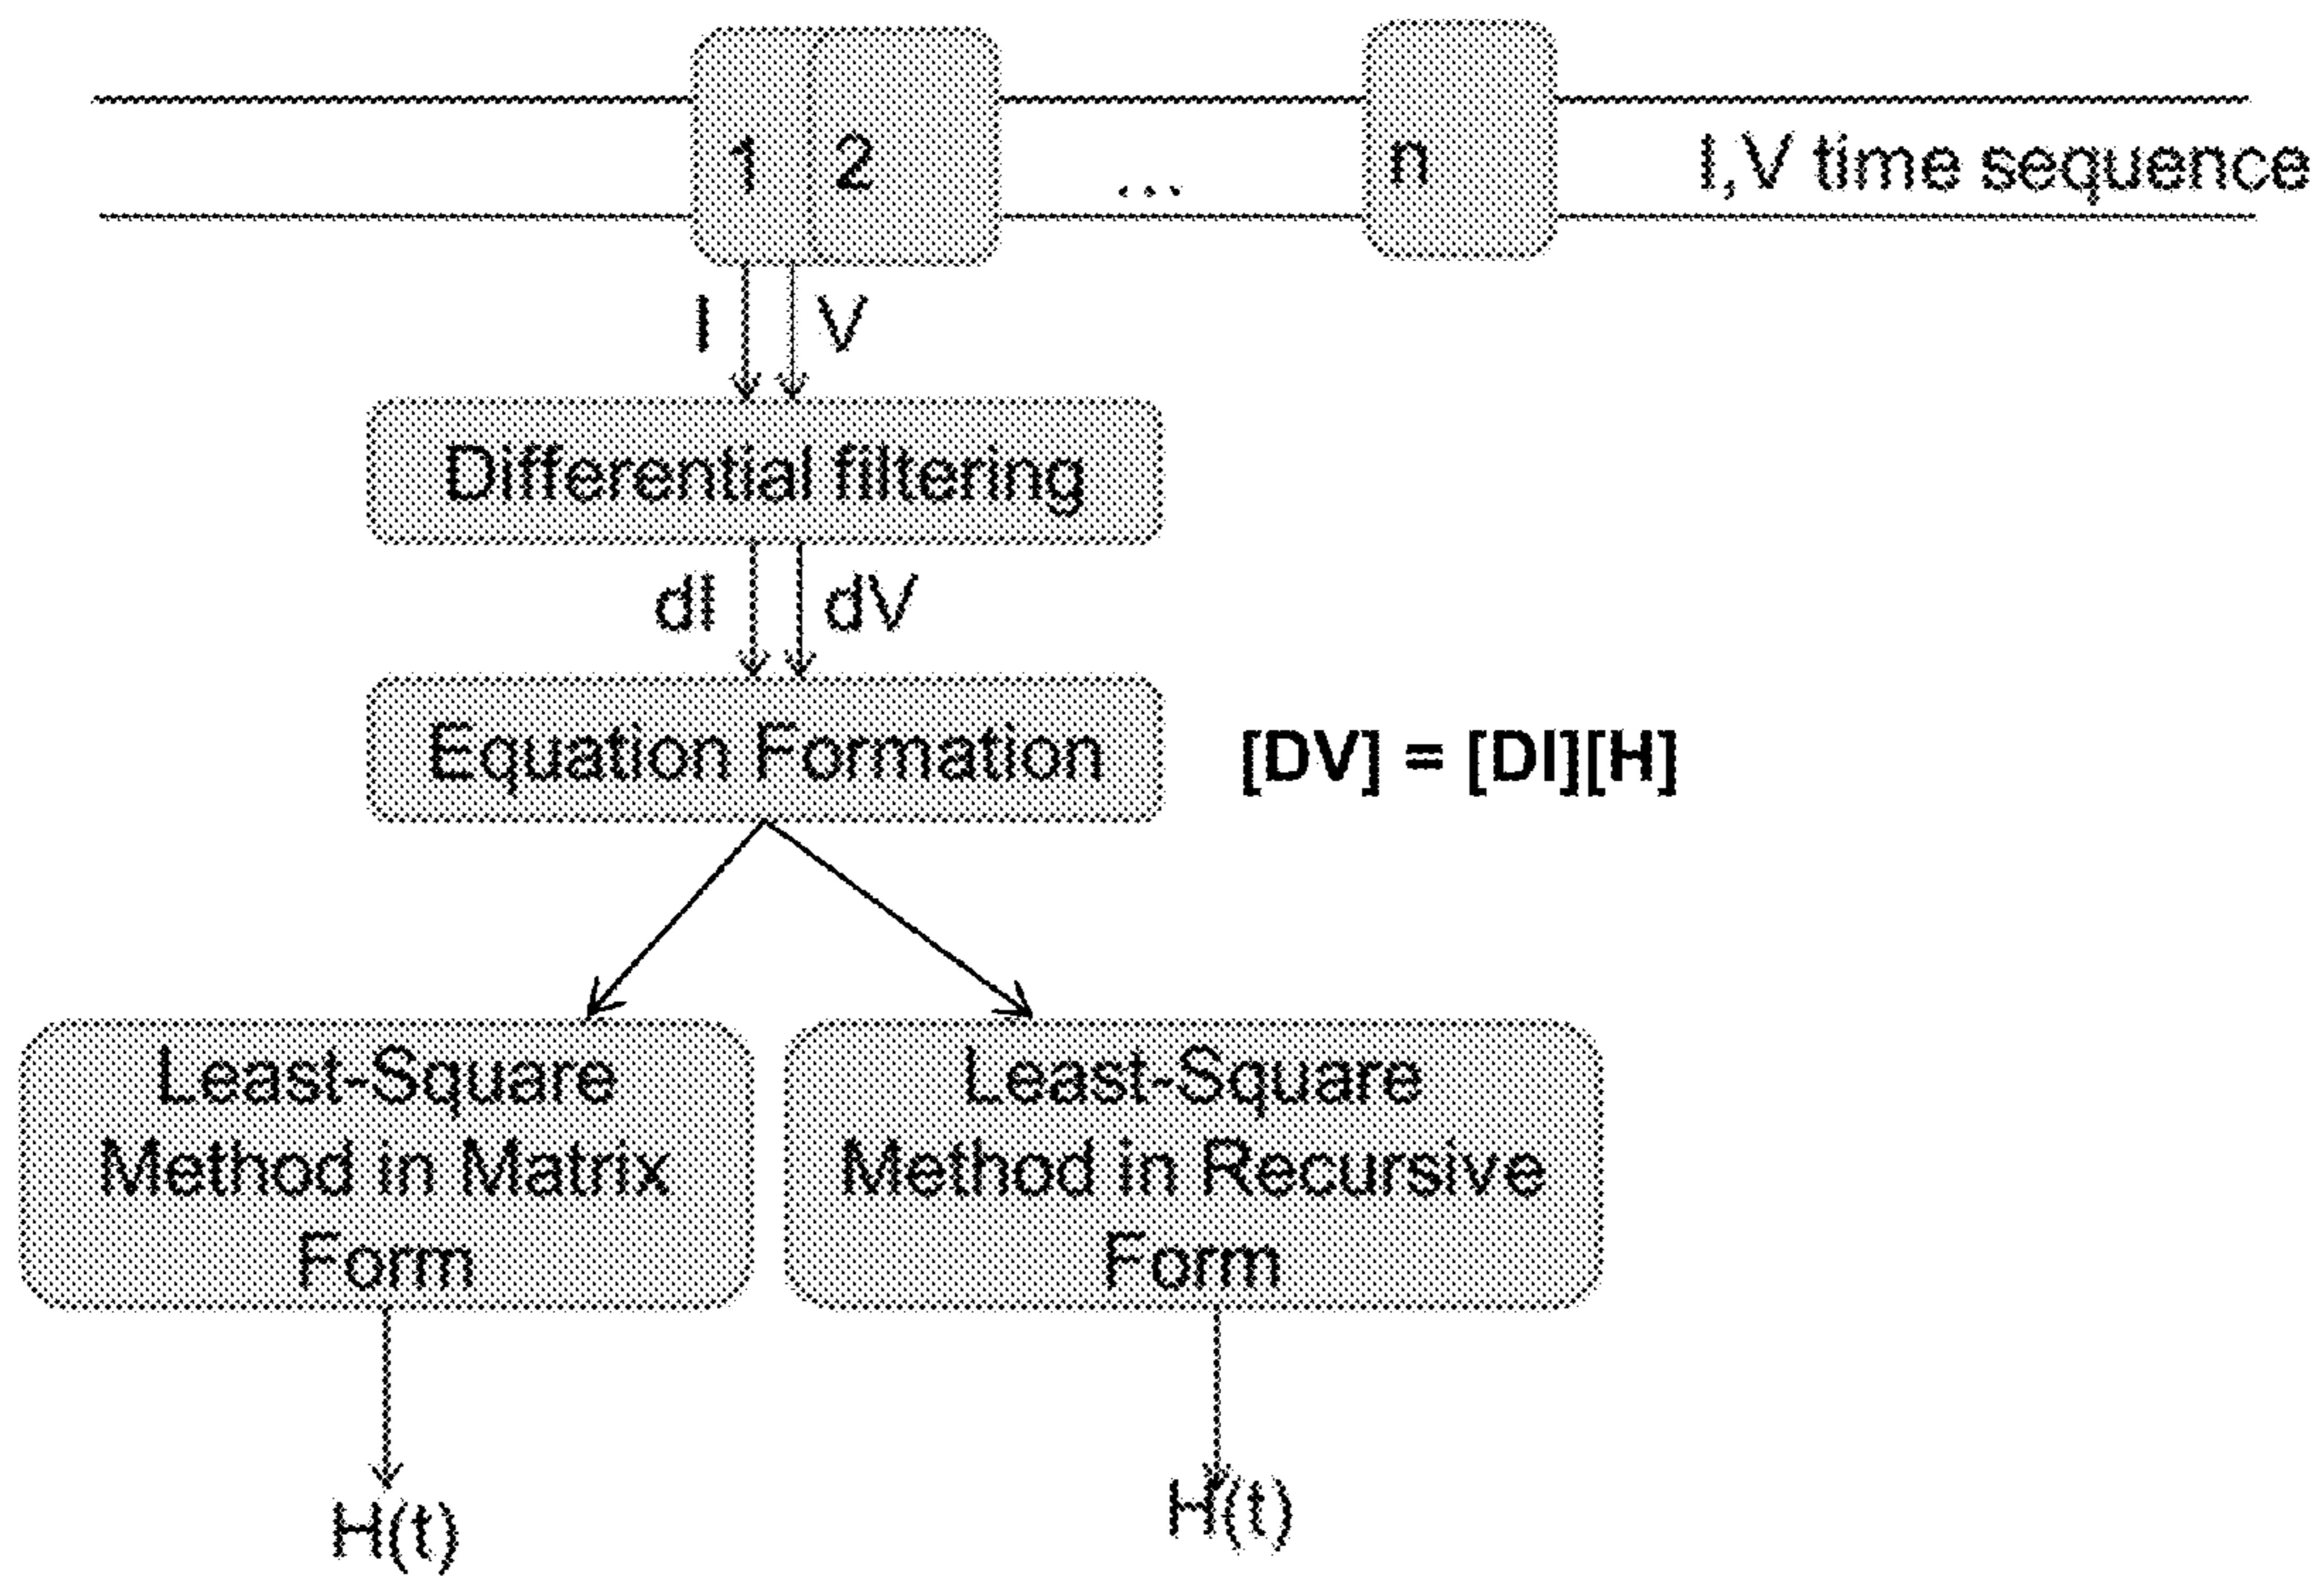 1 2 ... n I,V time sequence
I V
Differential filtering
dI dV
Equation Formation [DV] = [DI][H]
Least-Square
Method in Matrix
Form
Least-Square
Method in Recursive
Form
H(t)
H(t)